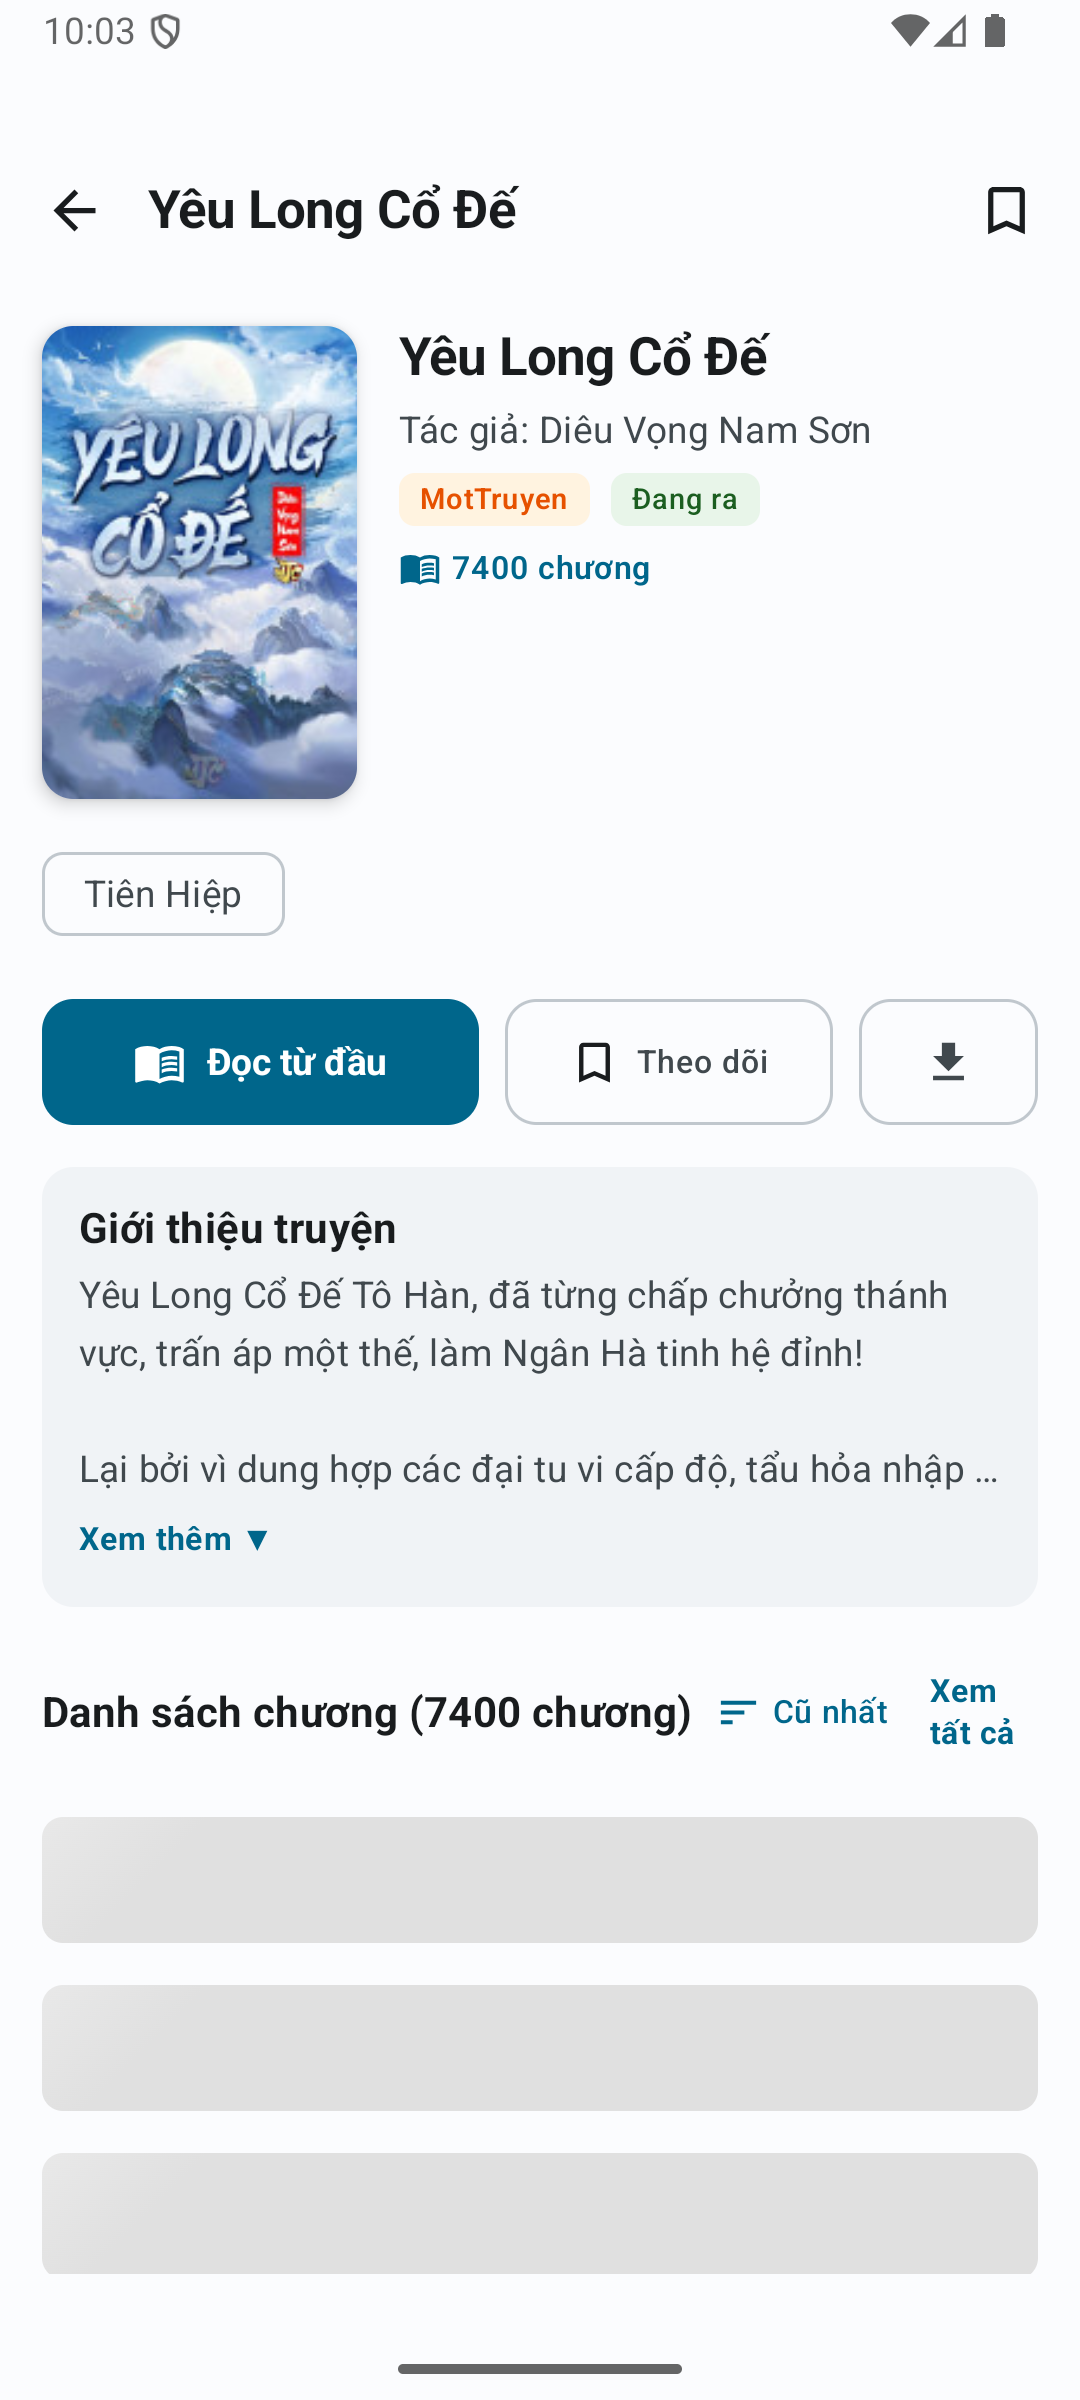 10:03
Yêu Long Cổ Đế
YÊU LONG
CỔ ĐẾ
Diêu
Vọng
Nam
Sơn
Yêu Long Cổ Đế
Tác giả: Diêu Vọng Nam Sơn
MotTruyen
Đang ra
7400 chương
Tiên Hiệp
Đọc từ đầu
Theo dõi
Giới thiệu truyện
Yêu Long Cổ Đế Tô Hàn, đã từng chấp chưởng thánh
vực, trấn áp một thế, làm Ngân Hà tinh hệ đỉnh!
Lại bởi vì dung hợp các đại tu vi cấp độ, tẩu hỏa nhập ...
Xem thêm ▼
Danh sách chương (7400 chương)
Cũ nhất
Xem
tất cả